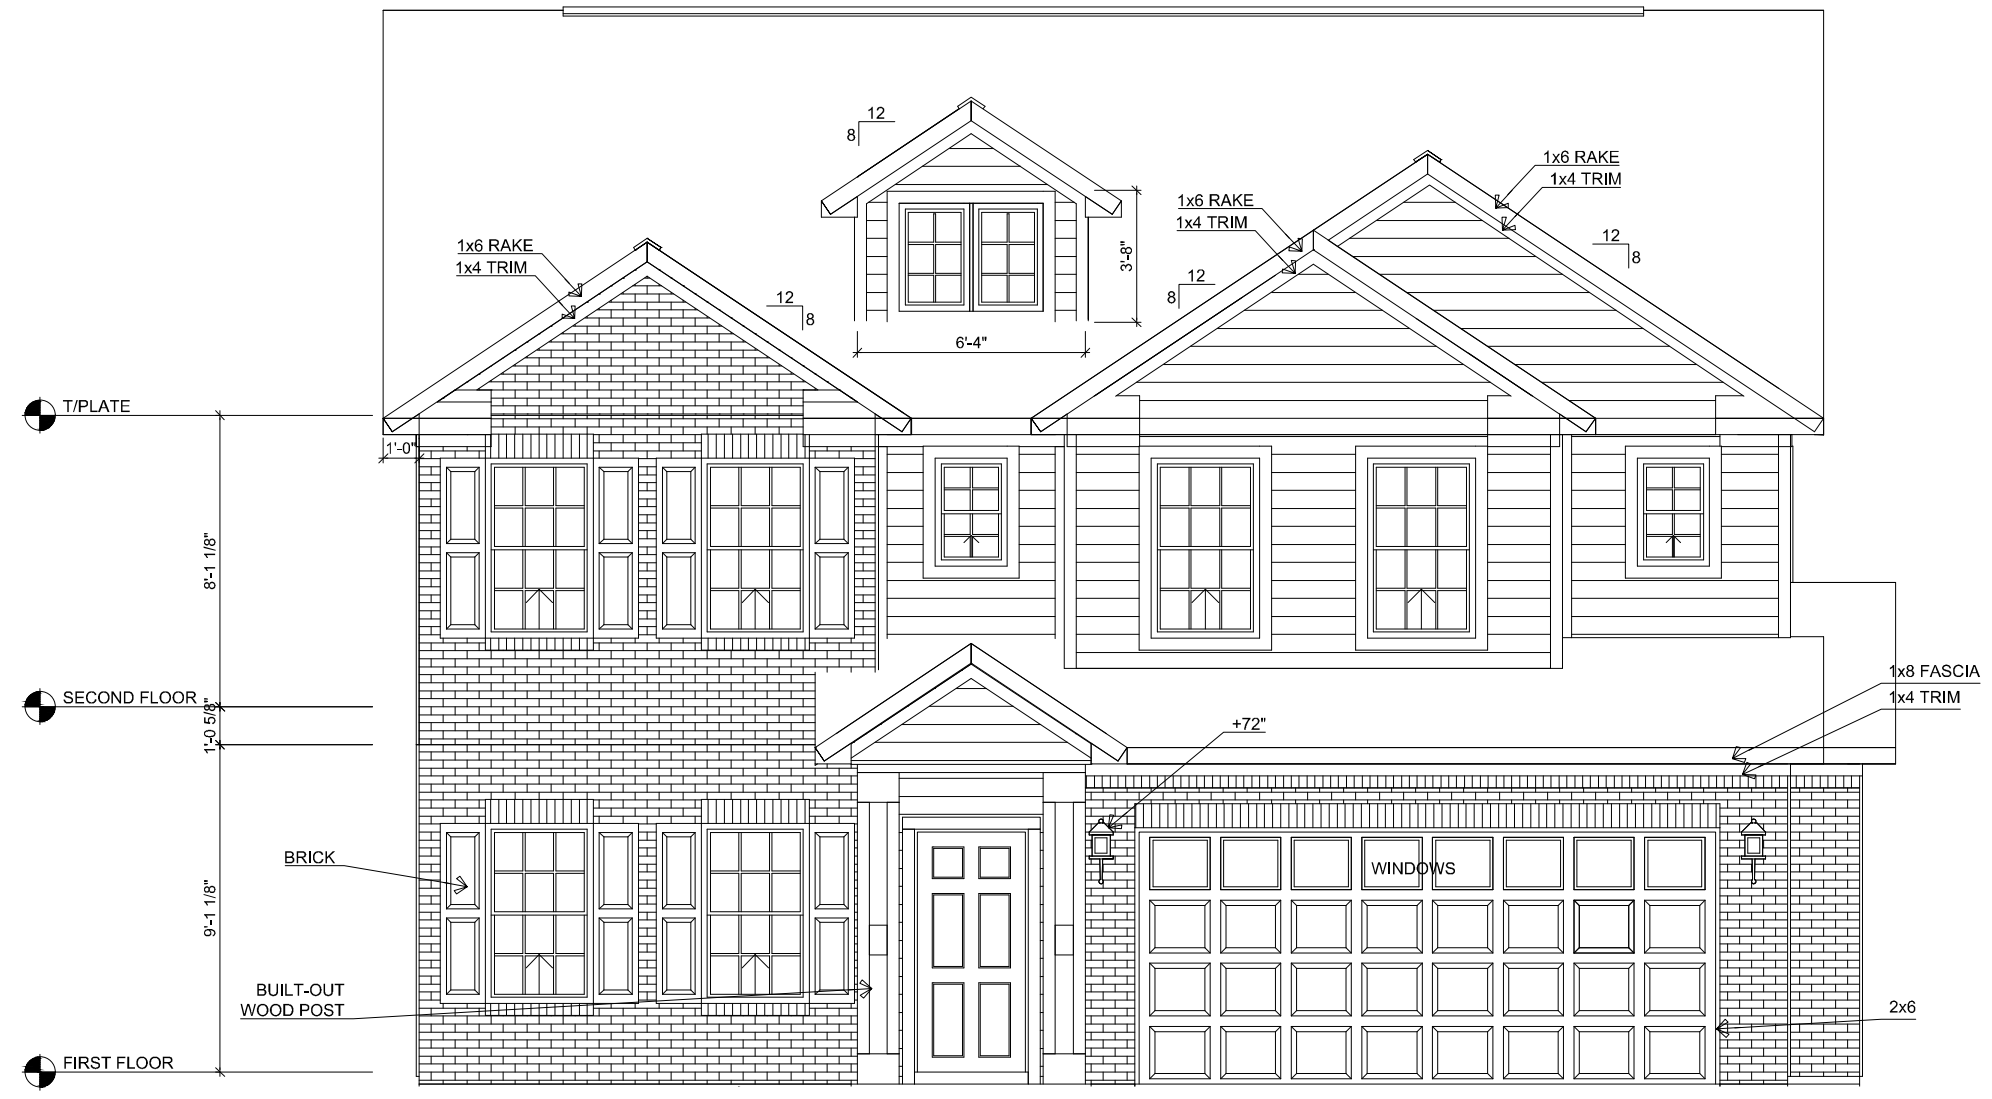 12
8
1x6 RAKE
1x4 TRIM
1x6 RAKE
1x4 TRIM
12
8
1x6 RAKE
1x4 TRIM
3'-8"
12
8
12
8
6'-4"
T/PLATE
1'-0"
8'-1 1/8"
SECOND FLOOR
1'-0 5/8"
1x8 FASCIA
1x4 TRIM
+72"
BRICK
WINDOWS
9'-1 1/8"
BUILT-OUT
WOOD POST
2x6
FIRST FLOOR